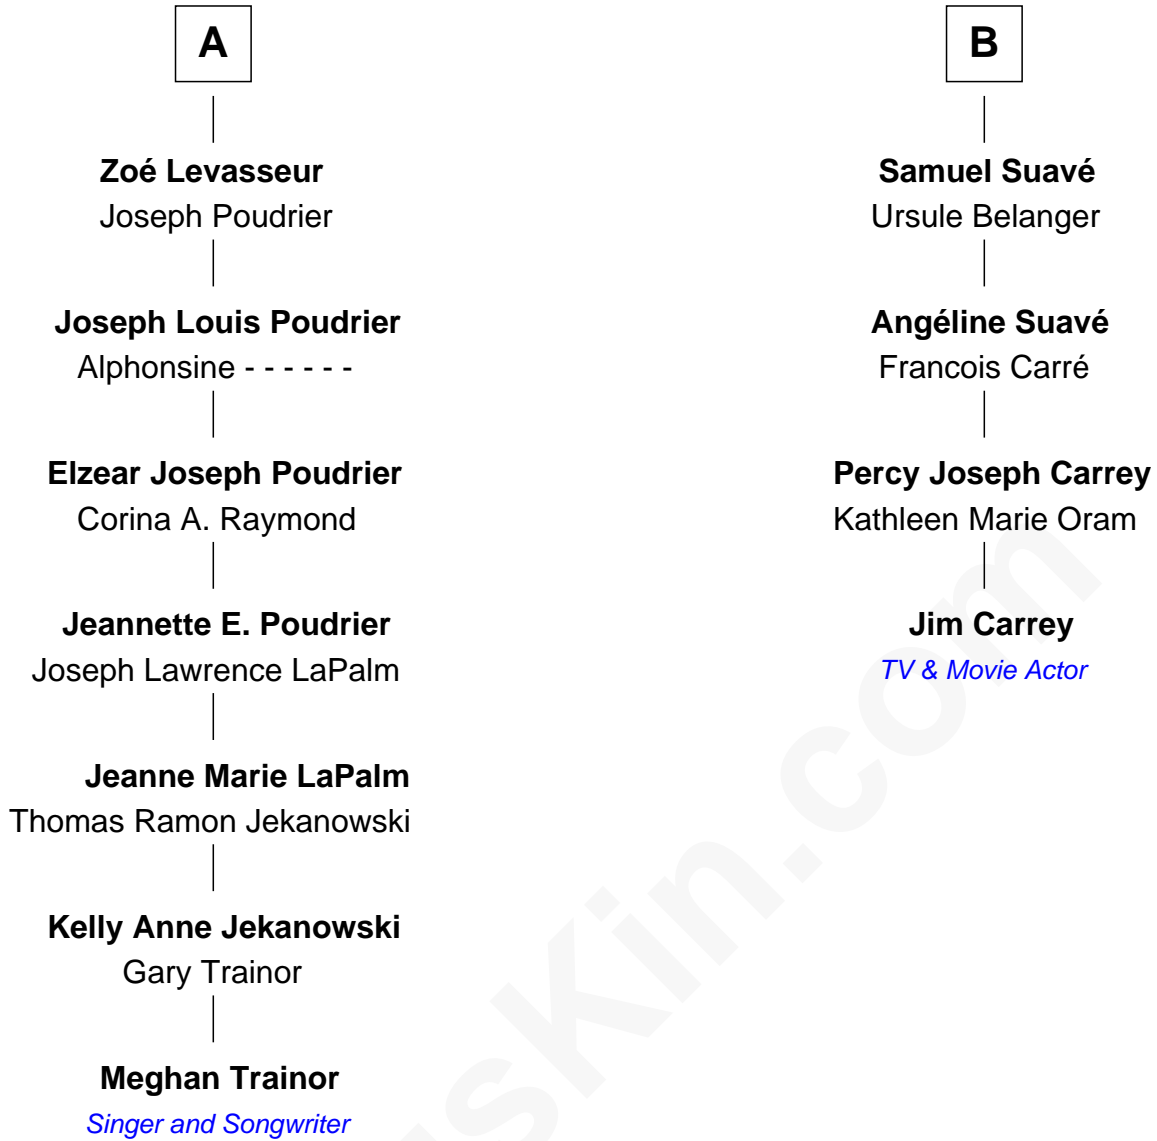 A
Zoé Levasseur
Joseph Poudrier
Joseph Louis Poudrier
Alphonsine - - - - - -
Elzear Joseph Poudrier
Corina A. Raymond
Jeannette E. Poudrier
Joseph Lawrence LaPalm
Jeanne Marie LaPalm
Thomas Ramon Jekanowski
Kelly Anne Jekanowski
Gary Trainor
Meghan Trainor
Singer and Songwriter
B
Samuel Suavé
Ursule Belanger
Angéline Suavé
Francois Carré
Percy Joseph Carrey
Kathleen Marie Oram
Jim Carrey
TV & Movie Actor
sKin.com